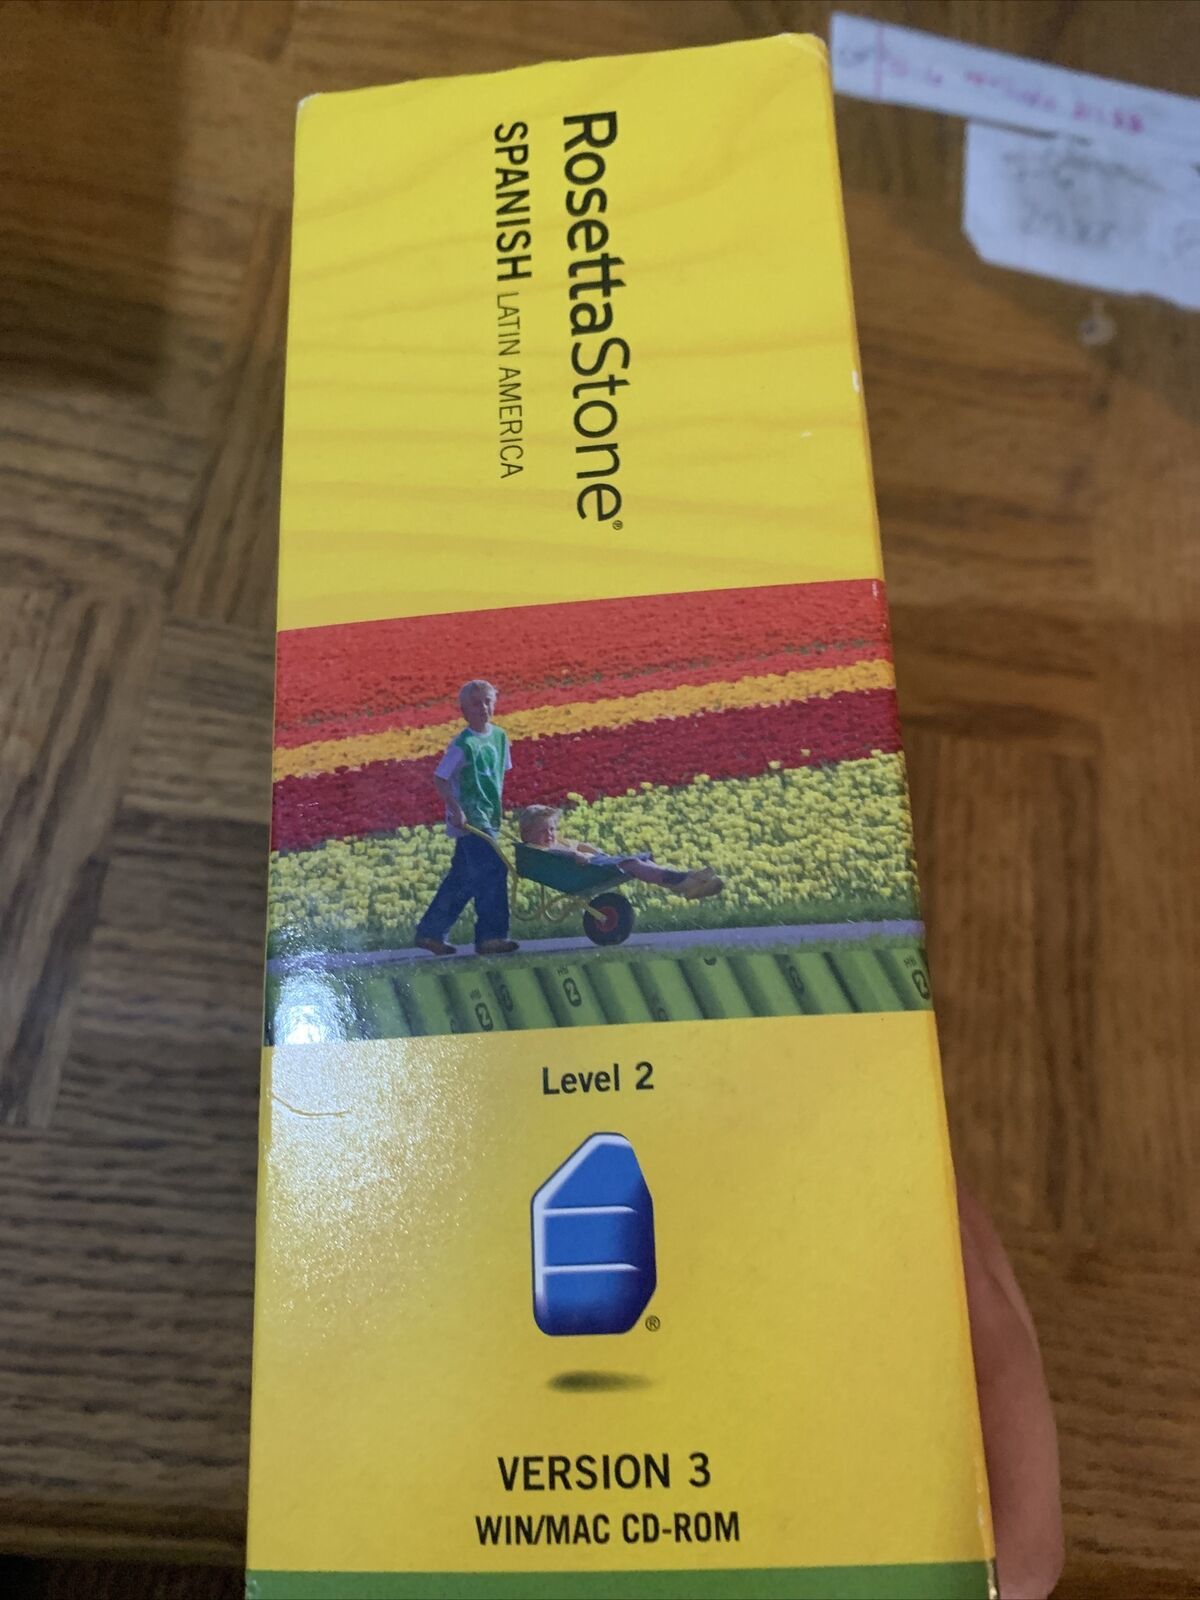 RosettaStone®
SPANISH LATIN AMERICA
Level 2
®
VERSION 3
WIN/MAC CD-ROM